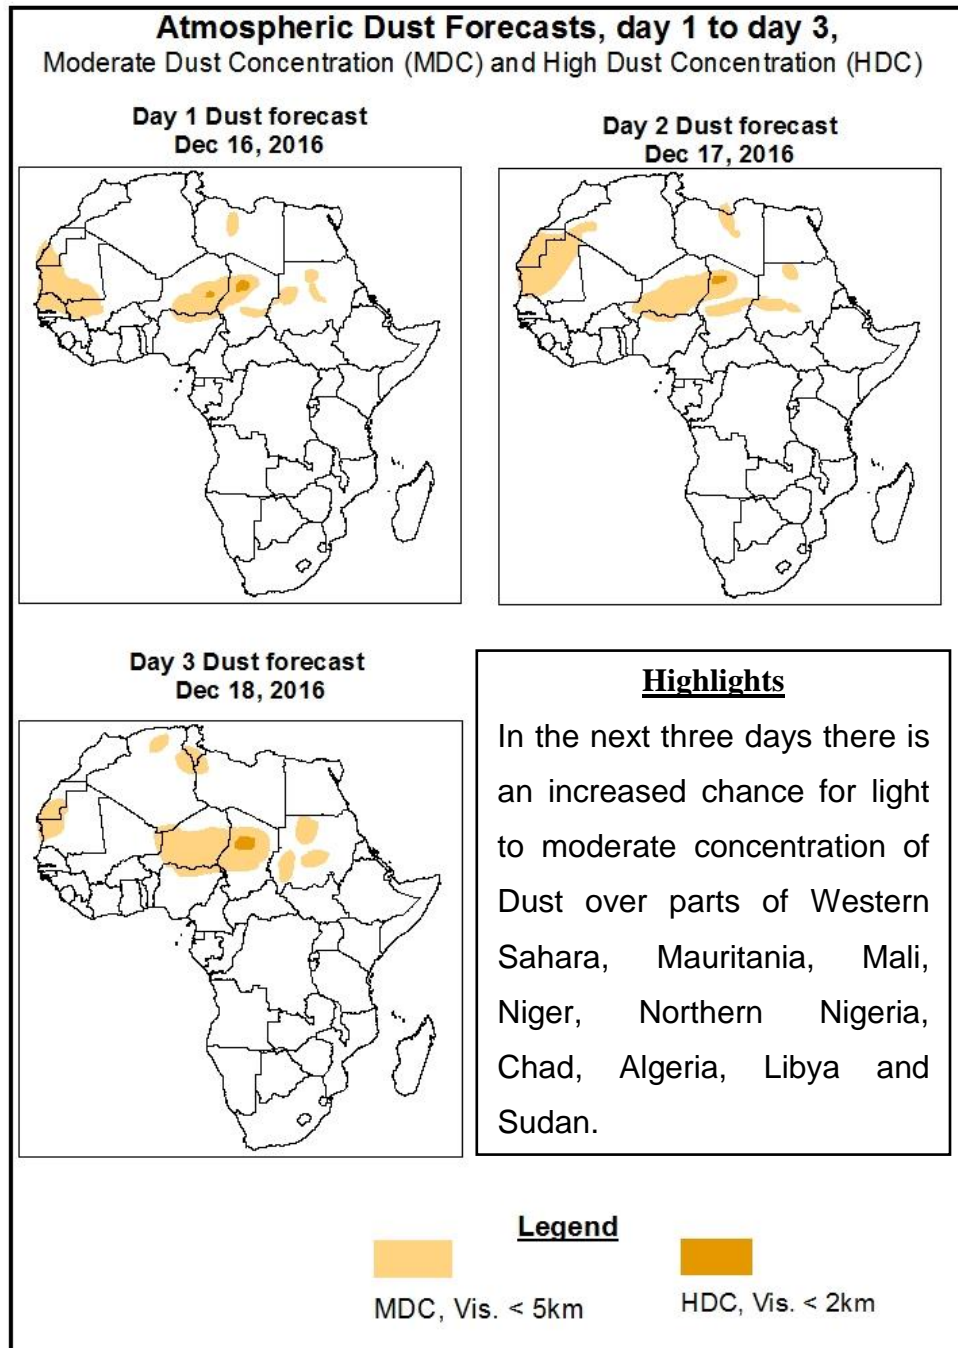 Atmospheric Dust Forecasts, day 1 to day 3,
Moderate Dust Concentration (MDC) and High Dust Concentration (HDC)
Day 1 Dust forecast
Dec 16, 2016
Day 2 Dust forecast
Dec 17, 2016
Day 3 Dust forecast
Dec 18, 2016
Highlights
In the next three days there is
an increased chance for light
to moderate concentration of
Dust over parts of Western
Sahara, Mauritania, Mali,
Niger, Northern Nigeria,
Chad, Algeria, Libya and
Sudan.
Legend
MDC, Vis. < 5km
HDC, Vis. < 2km